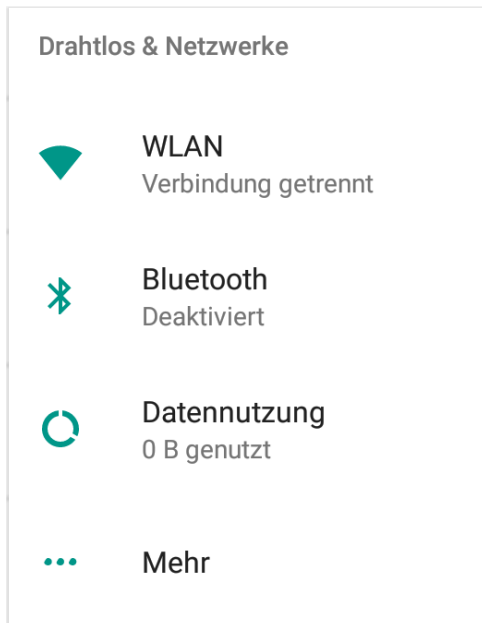 Drahtlos & Netzwerke
WLAN
Verbindung getrennt
Bluetooth
Deaktiviert
Datennutzung
0 B genutzt
Mehr